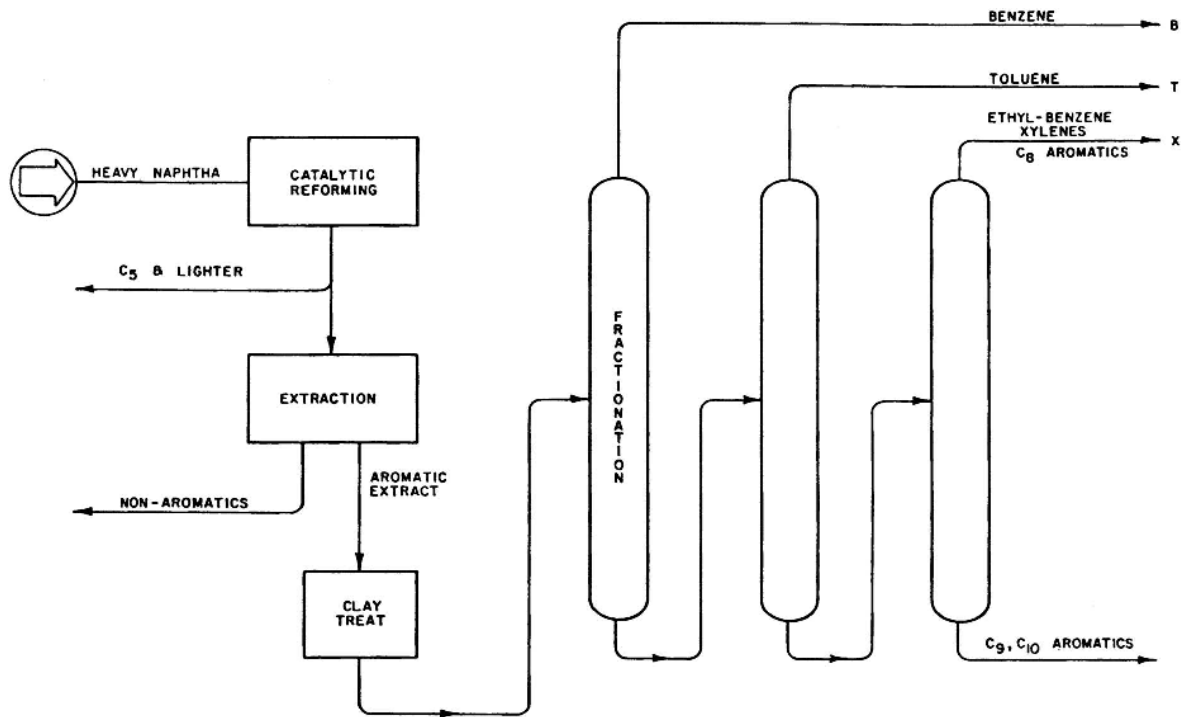 BENZENE
B
TOLUENE
T
ETHYL-BENZENE
XYLENES
X
C8 AROMATICS
HEAVY NAPHTHA
CATALYTIC
REFORMING
C5 & LIGHTER
FRACTIONATION
EXTRACTION
AROMATIC
EXTRACT
NON-AROMATICS
CLAY
TREAT
C9, C10 AROMATICS